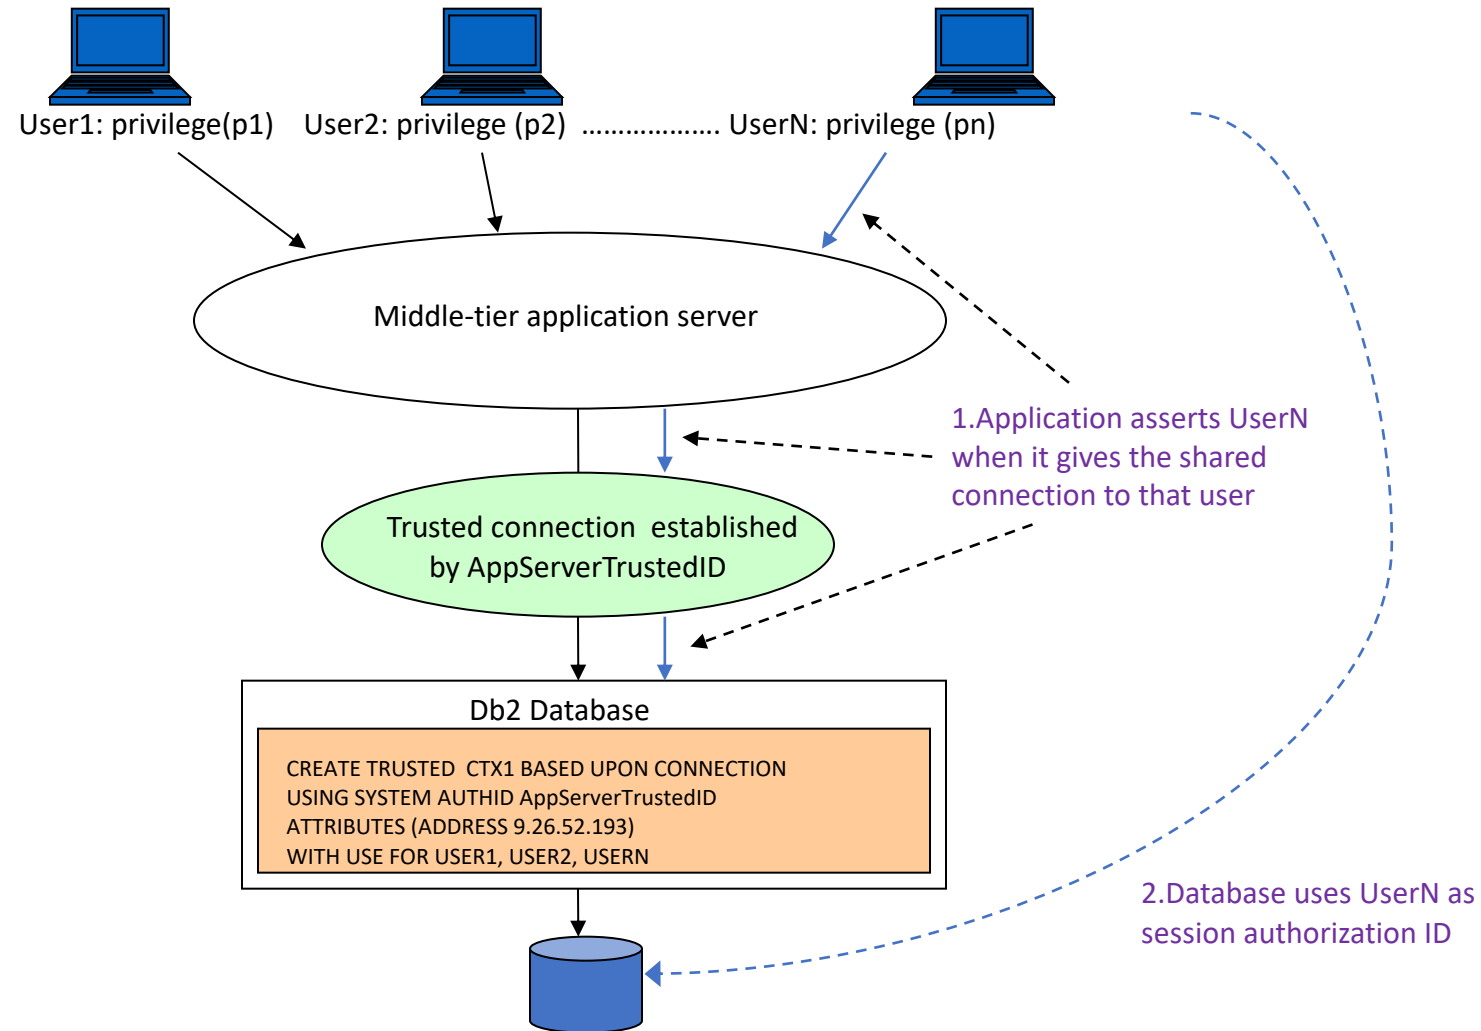 User1: privilege(p1) User2: privilege (p2) ................... UserN: privilege (pn)
Middle-tier application server
1.Application asserts UserN
when it gives the shared
connection to that user
Trusted connection established
by AppServerTrustedID
Db2 Database
CREATE TRUSTED CTX1 BASED UPON CONNECTION
USING SYSTEM AUTHID AppServerTrustedID
ATTRIBUTES (ADDRESS 9.26.52.193)
WITH USE FOR USER1, USER2, USERN
2.Database uses UserN as
session authorization ID